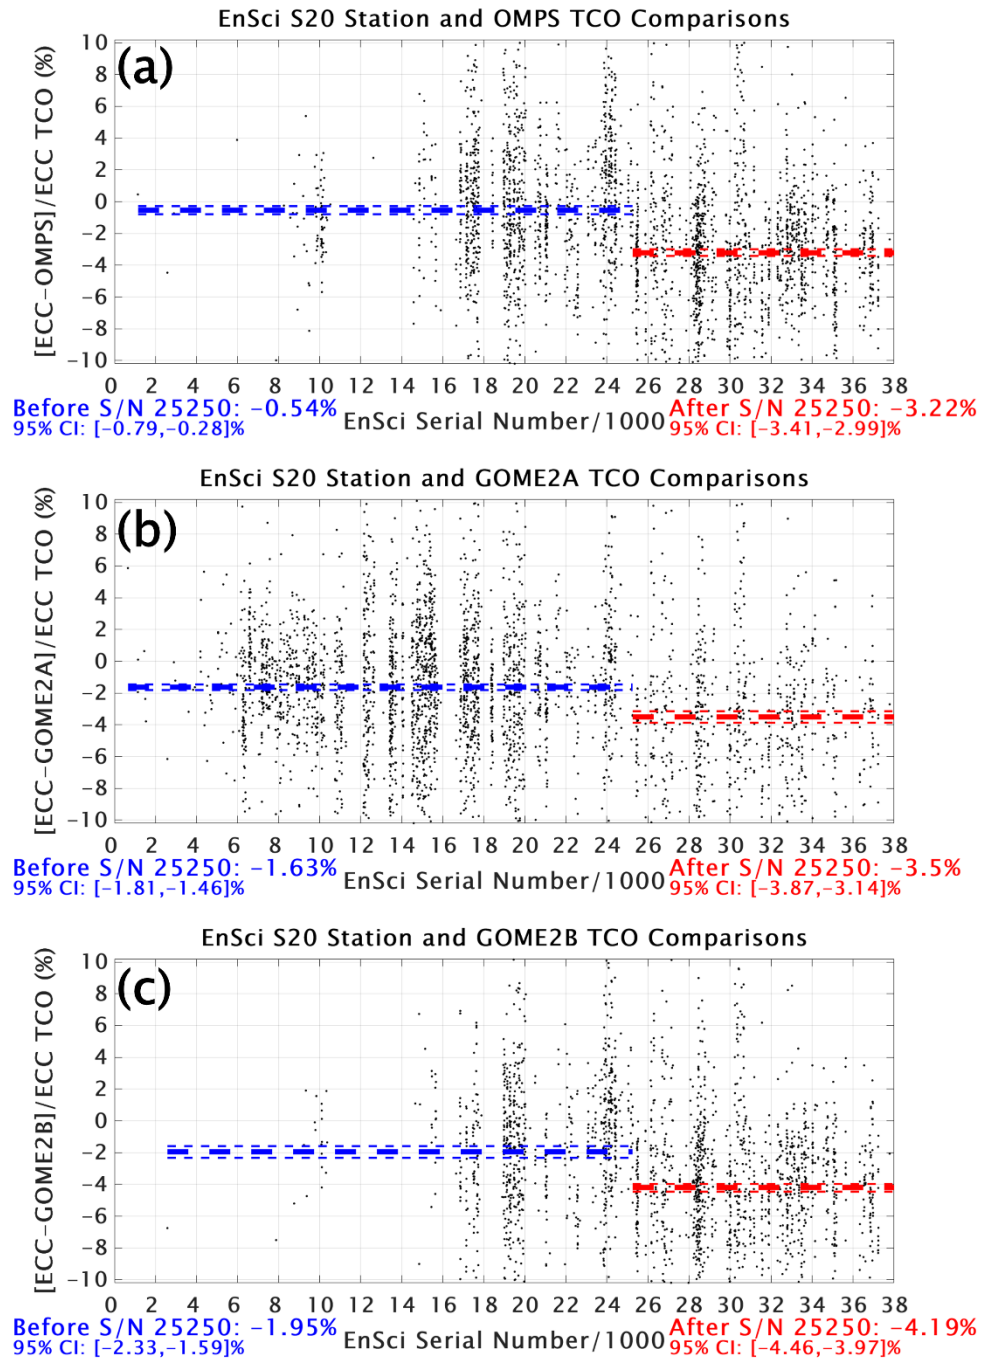 EnSci S20 Station and OMPS TCO Comparisons
(a)
[ECC−OMPS]/ECC TCO (%)
10
8
6
4
2
0
−2
−4
−6
−8
−10
0 2 4 6 8 10 12 14 16 18 20 22 24 26 28 30 32 34 36 38
EnSci Serial Number/1000
Before S/N 25250: −0.54%
95% CI: [−0.79,−0.28]%
After S/N 25250: −3.22%
95% CI: [−3.41,−2.99]%
EnSci S20 Station and GOME2A TCO Comparisons
(b)
[ECC−GOME2A]/ECC TCO (%)
10
8
6
4
2
0
−2
−4
−6
−8
−10
0 2 4 6 8 10 12 14 16 18 20 22 24 26 28 30 32 34 36 38
EnSci Serial Number/1000
Before S/N 25250: −1.63%
95% CI: [−1.81,−1.46]%
After S/N 25250: −3.5%
95% CI: [−3.87,−3.14]%
EnSci S20 Station and GOME2B TCO Comparisons
(c)
[ECC−GOME2B]/ECC TCO (%)
10
8
6
4
2
0
−2
−4
−6
−8
−10
0 2 4 6 8 10 12 14 16 18 20 22 24 26 28 30 32 34 36 38
EnSci Serial Number/1000
Before S/N 25250: −1.95%
95% CI: [−2.33,−1.59]%
After S/N 25250: −4.19%
95% CI: [−4.46,−3.97]%